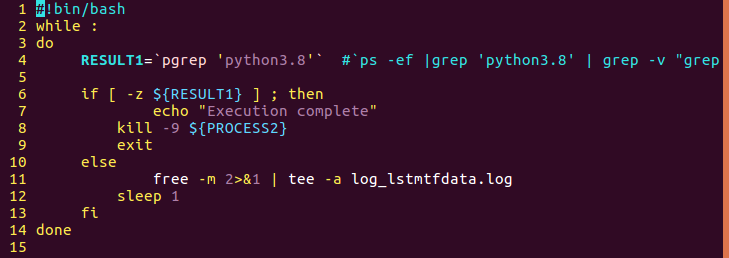 1 #!bin/bash
2 while :
3 do
4 RESULT1=`pgrep 'python3.8'` #`ps -ef |grep 'python3.8' | grep -v "grep
5
6 if [ -z ${RESULT1} ] ; then
7 echo "Execution complete"
8 kill -9 ${PROCESS2}
9 exit
10 else
11 free -m 2>&1 | tee -a log_lstmtfdata.log
12 sleep 1
13 fi
14 done
15